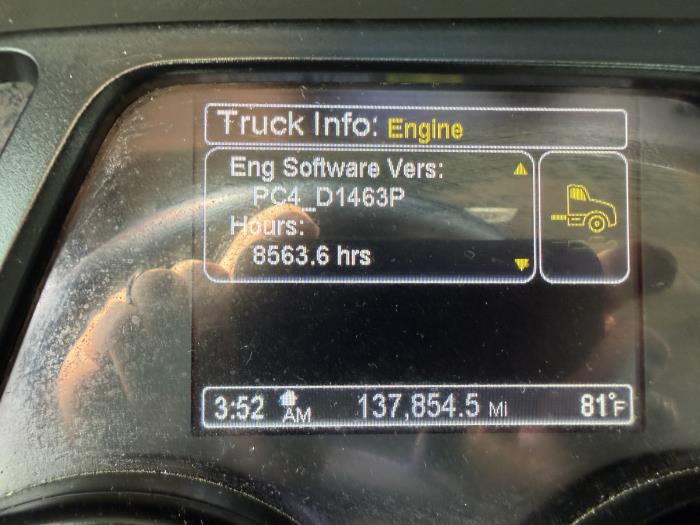 Truck Info: Engine
Eng Software Vers:
PC4_D1463P
Hours:
8563.6 hrs
3:52 AM 137,854.5 Mi 81°F